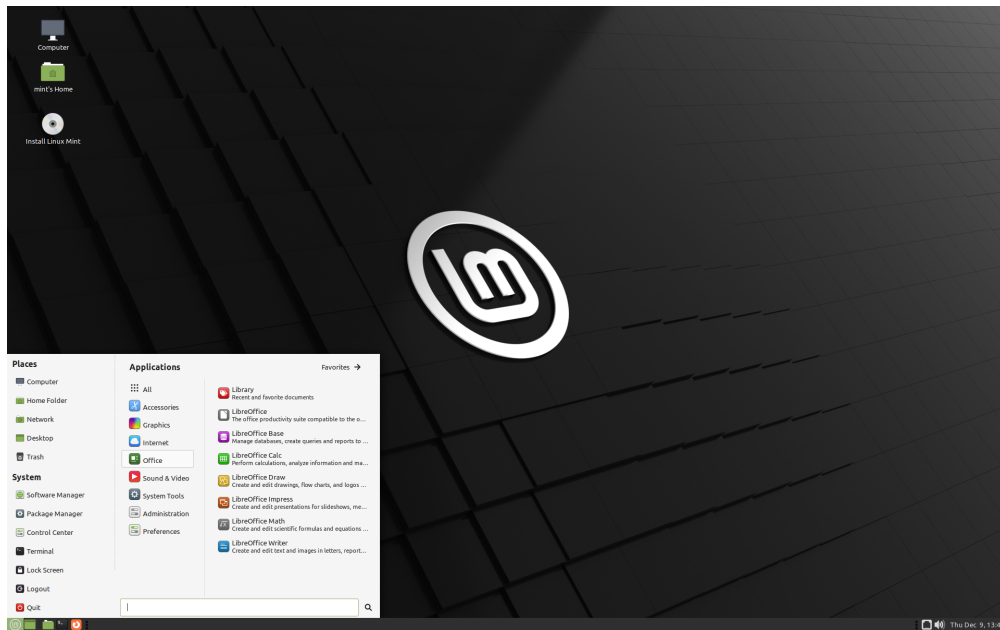 Computer
mint's Home
Install Linux Mint
Places
Computer
Home Folder
Network
Desktop
Trash
System
Software Manager
Package Manager
Control Center
Terminal
Lock Screen
Logout
Quit
Applications
Favorites
All
Accessories
Graphics
Internet
Office
Sound & Video
System Tools
Administration
Preferences
Library
Recent and favorite documents
LibreOffice
The office productivity suite compatible to the o...
LibreOffice Base
Manage databases, create queries and reports to ...
LibreOffice Calc
Perform calculations, analyze information and ma...
LibreOffice Draw
Create and edit drawings, flow charts, and logos ...
LibreOffice Impress
Create and edit presentations for slideshows, me...
LibreOffice Math
Create and edit scientific formulas and equations ...
LibreOffice Writer
Create and edit text and images in letters, report...
Thu Dec 9, 13:4